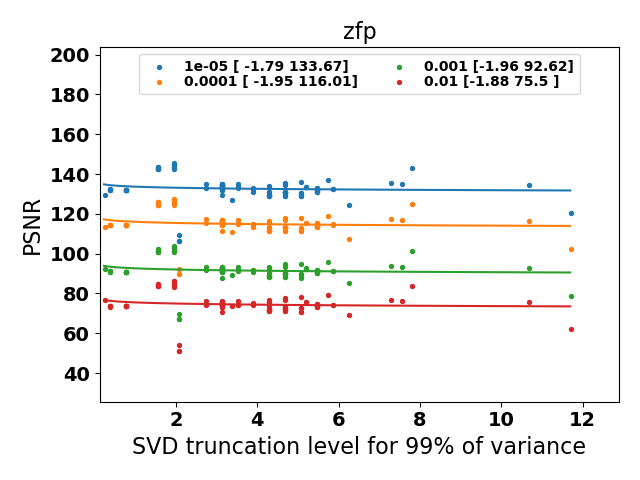 zfp
1e-05 [ -1.79 133.67]
0.0001 [ -1.95 116.01]
0.001 [-1.96 92.62]
0.01 [-1.88 75.5 ]
PSNR
200
180
160
140
120
100
80
60
40
2 4 6 8 10 12
SVD truncation level for 99% of variance